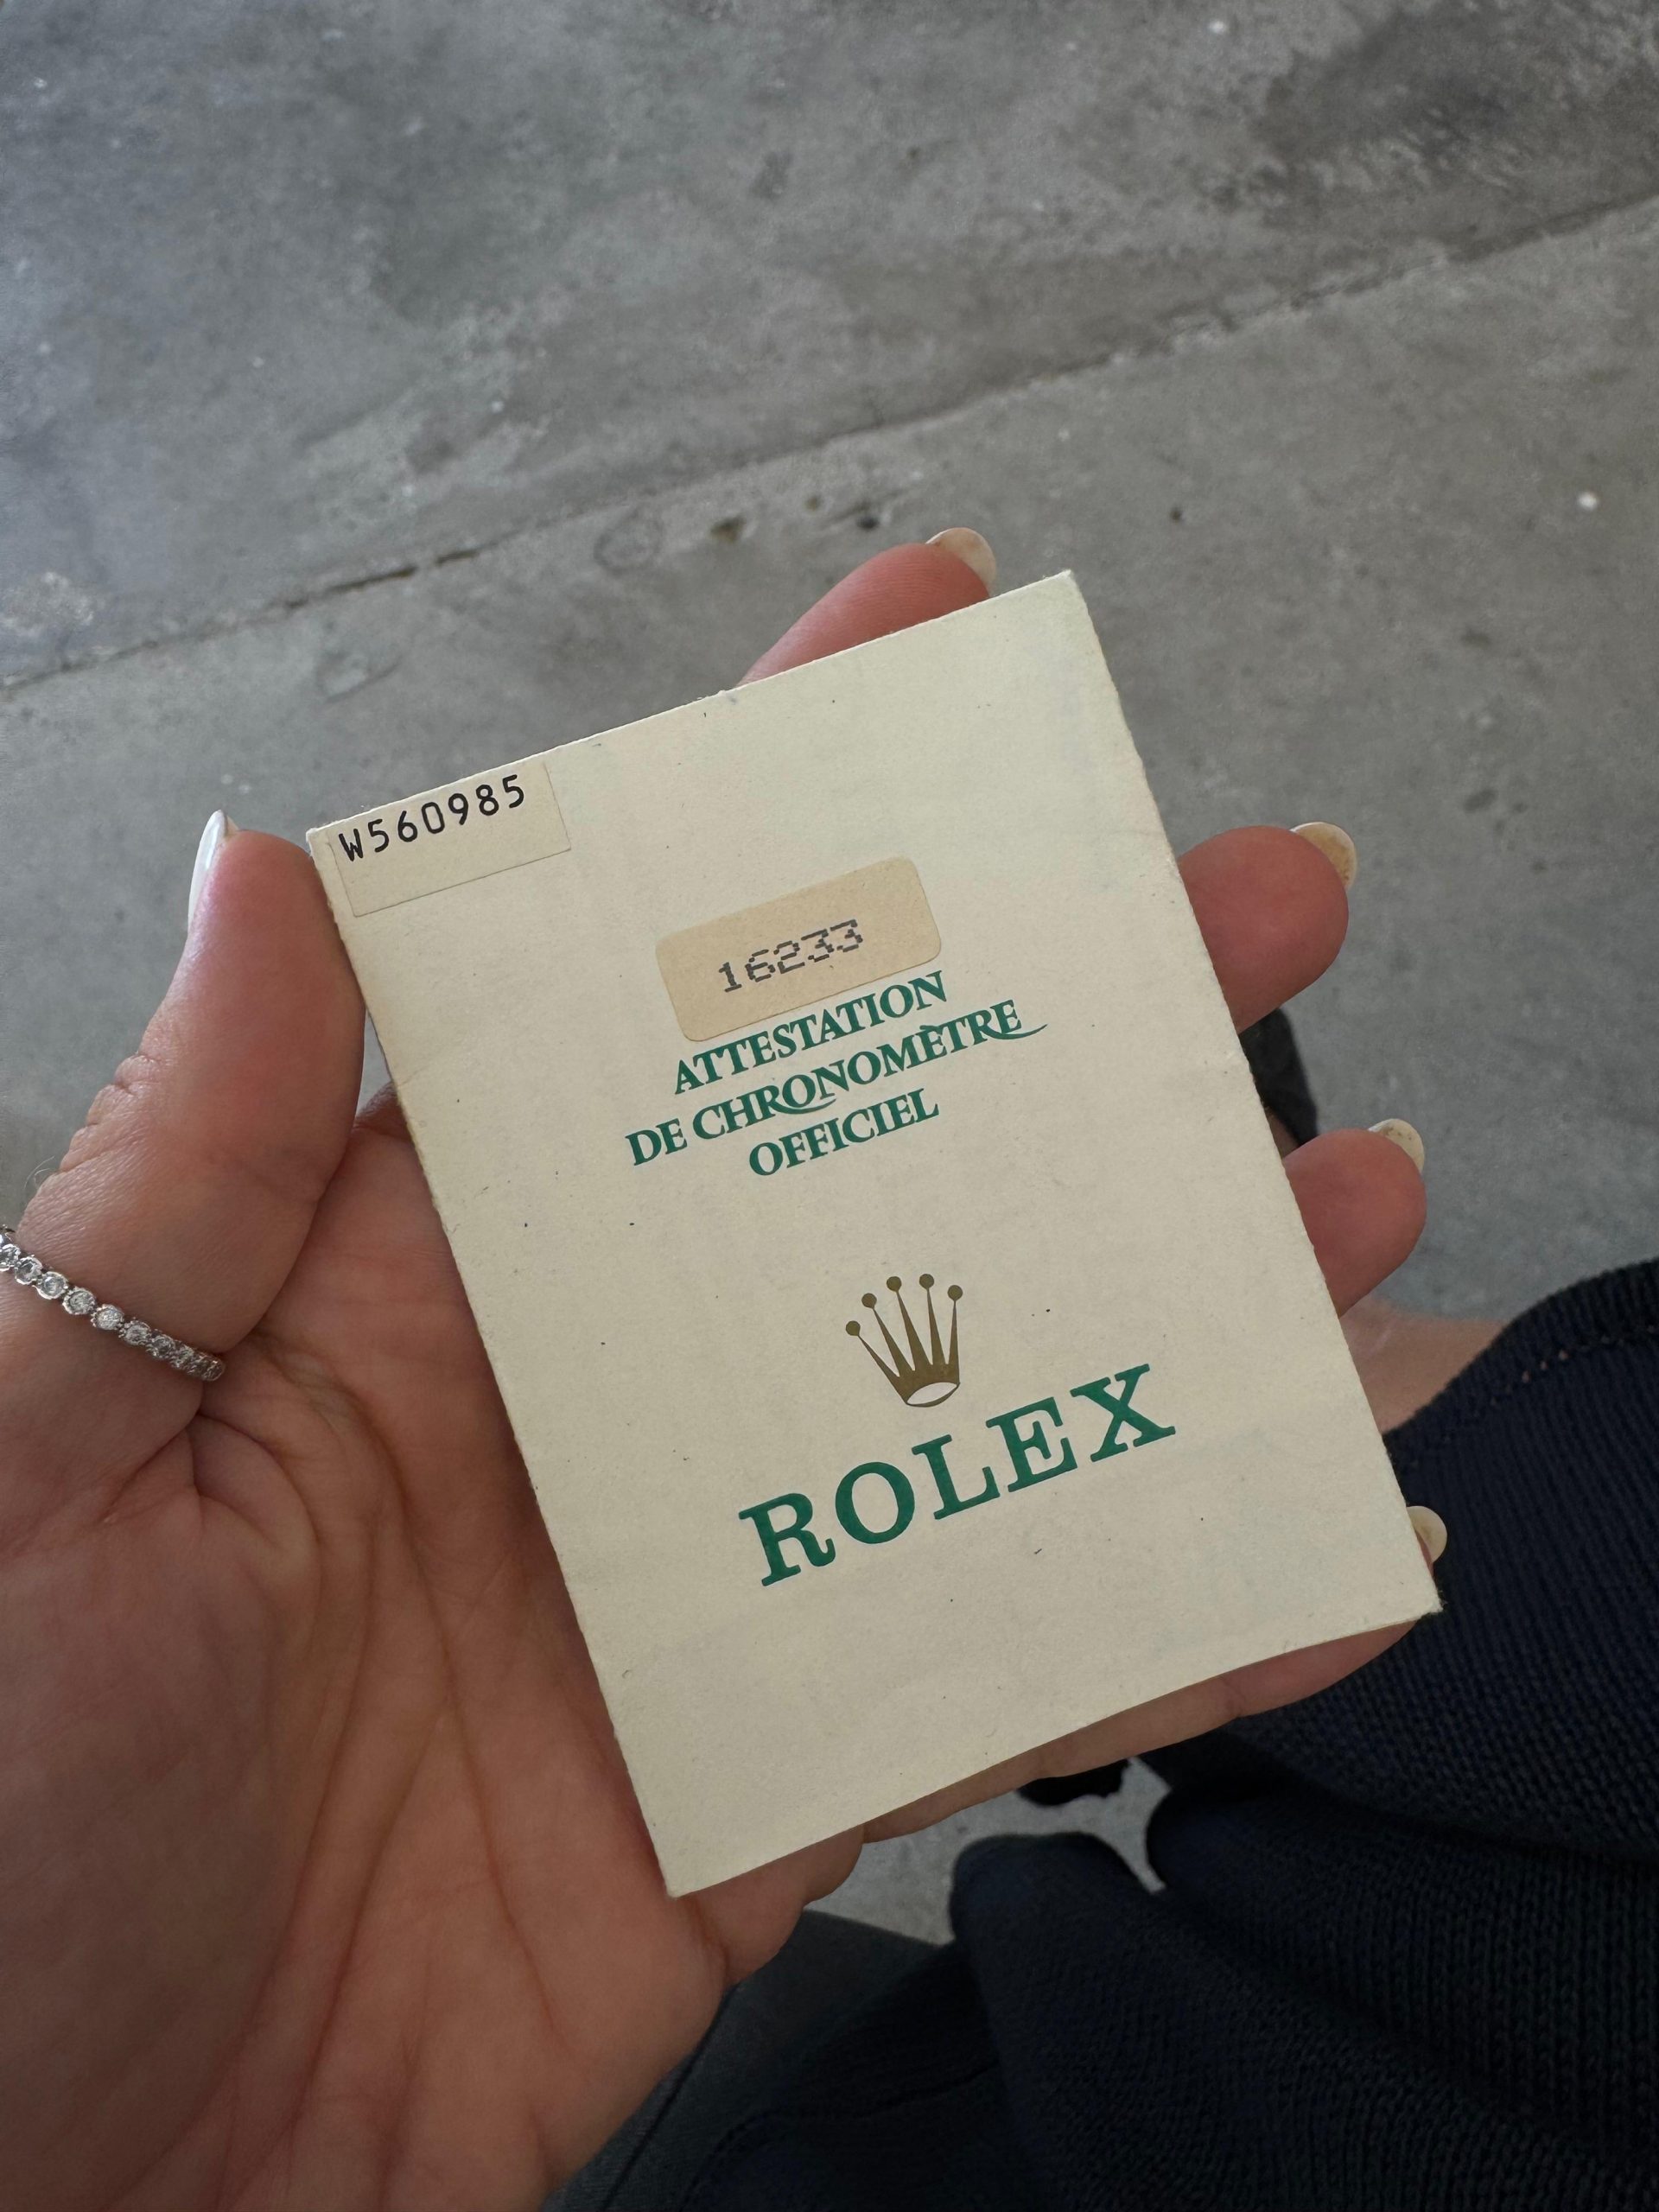 W560985
16233
ATTESTATION
DE CHRONOMÈTRE
OFFICIEL
ROLEX